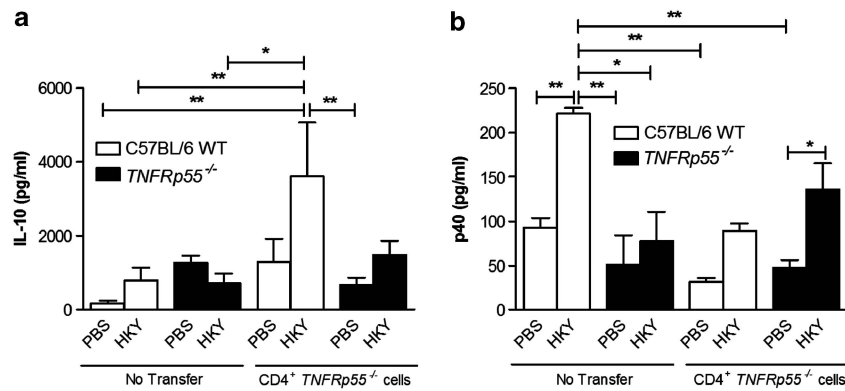 a
*
**
**
**
6000
4000
2000
0
IL-10 (pg/ml)
C57BL/6 WT
TNFRp55-/-
PBS
HKY
PBS
HKY
PBS
HKY
PBS
HKY
No Transfer
CD4+ TNFRp55-/- cells
b
**
**
*
**
**
*
250
200
150
100
50
0
p40 (pg/ml)
C57BL/6 WT
TNFRp55-/-
PBS
HKY
PBS
HKY
PBS
HKY
PBS
HKY
No Transfer
CD4+ TNFRp55-/- cells